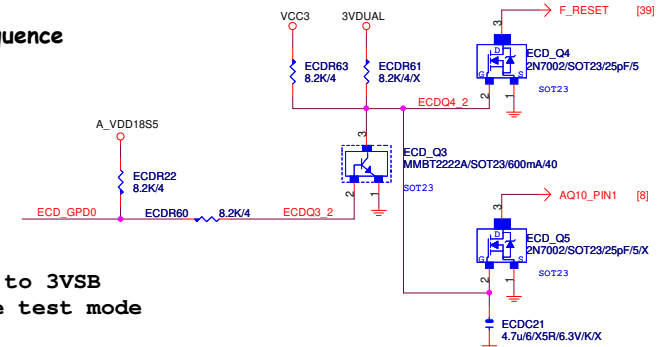 quence
VCC3
3VDUAL
F_RESET [39]
3
ECD_Q4
2N7002/SOT23/25pF/5
D
G
S
SOT23
2
1
ECDR63
8.2K/4
ECDR61
8.2K/4/X
ECDQ4_2
A_VDD18S5
3
ECD_Q3
MMBT2222A/SOT23/600mA/40
SOT23
2
1
ECDR22
8.2K/4
ECD_GPD0
ECDR60
8.2K/4
ECDQ3_2
AQ10_PIN1 [8]
3
ECD_Q5
2N7002/SOT23/25pF/5/X
D
G
S
SOT23
2
1
to 3VSB
e test mode
ECDC21
4.7u/6/X5R/6.3V/K/X